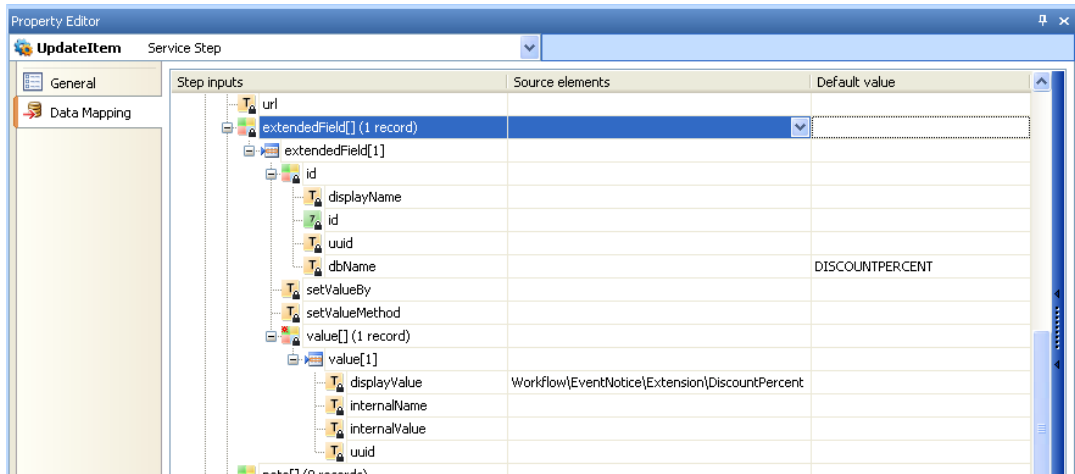 Property Editor
UpdateItem Service Step
General
Data Mapping
Step inputs Source elements Default value
url
extendedField[] (1 record)
extendedField[1]
id
displayName
id
uuid
dbName DISCOUNTPERCENT
setValueBy
setValueMethod
value[] (1 record)
value[1]
displayValue Workflow\EventNotice\Extension\DiscountPercent
internalName
internalValue
uuid